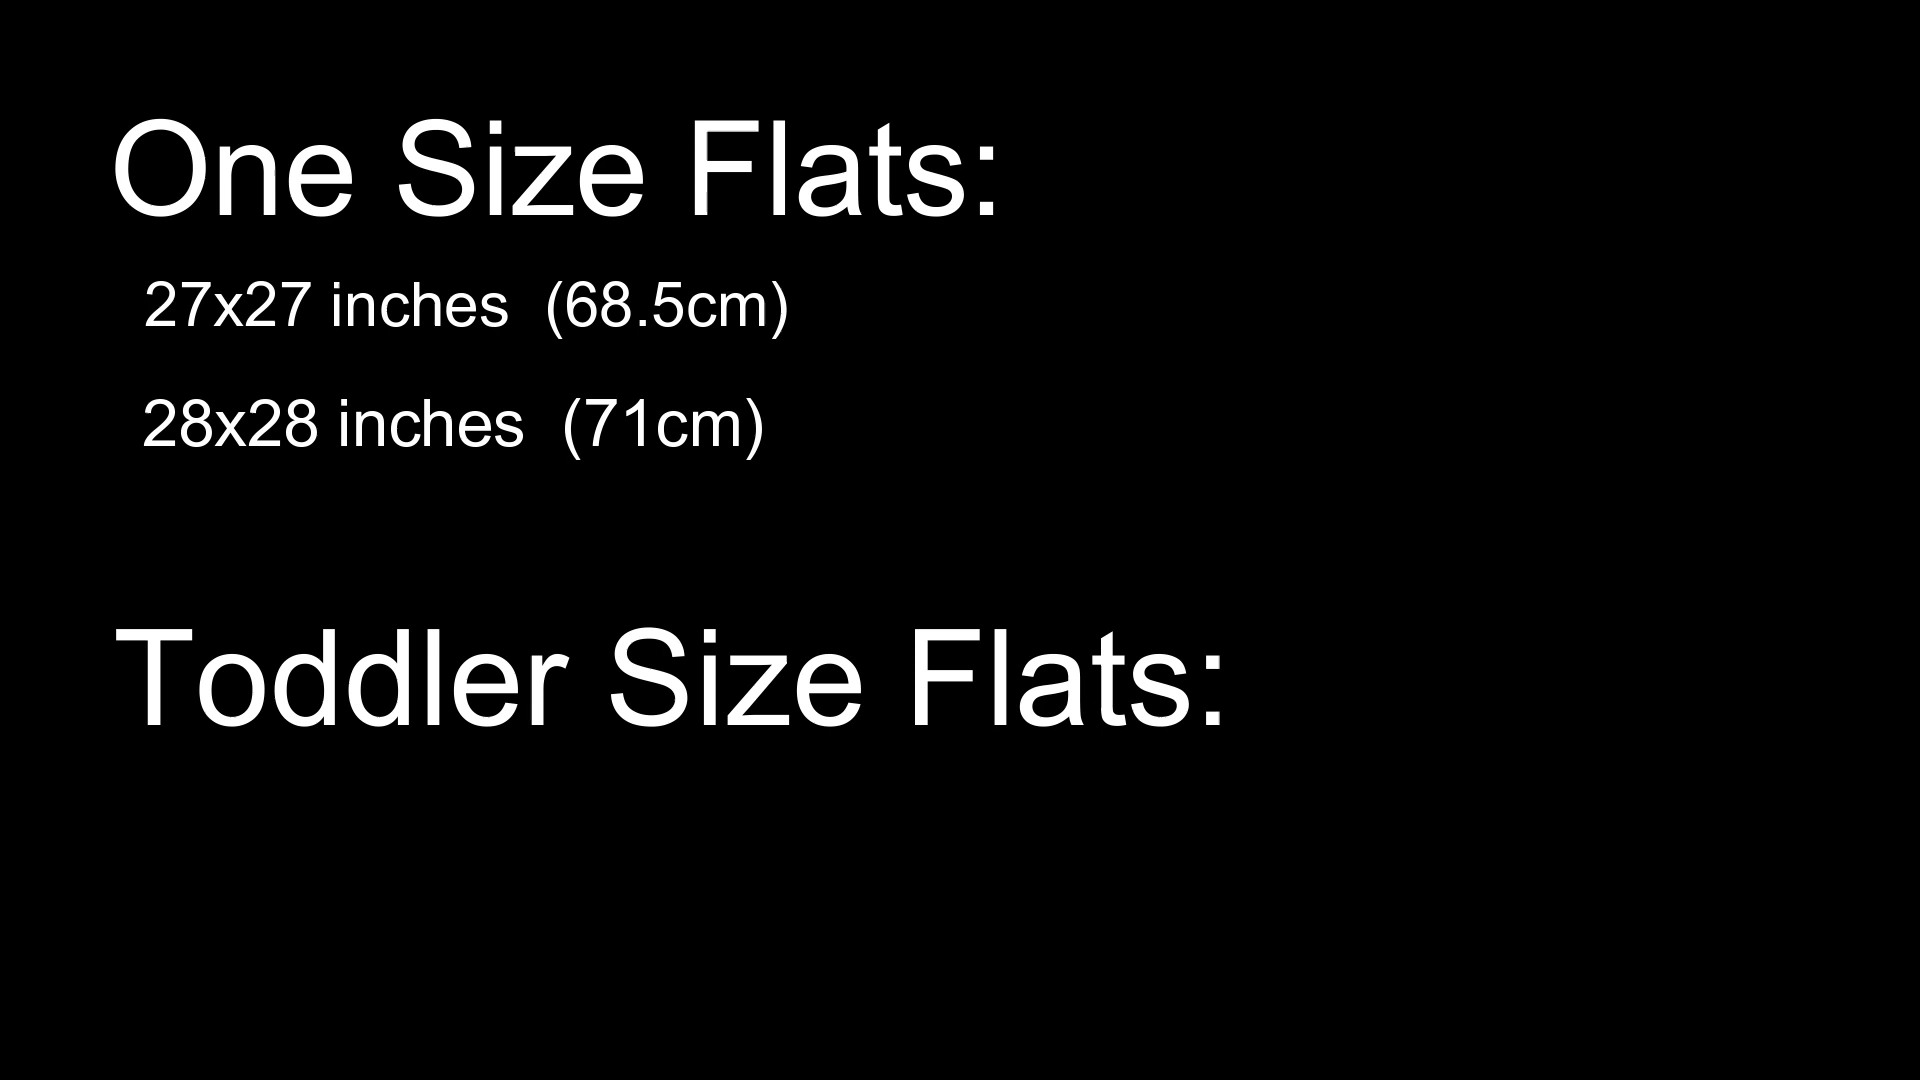 One Size Flats:
27x27 inches (68.5cm)
28x28 inches (71cm)
Toddler Size Flats: